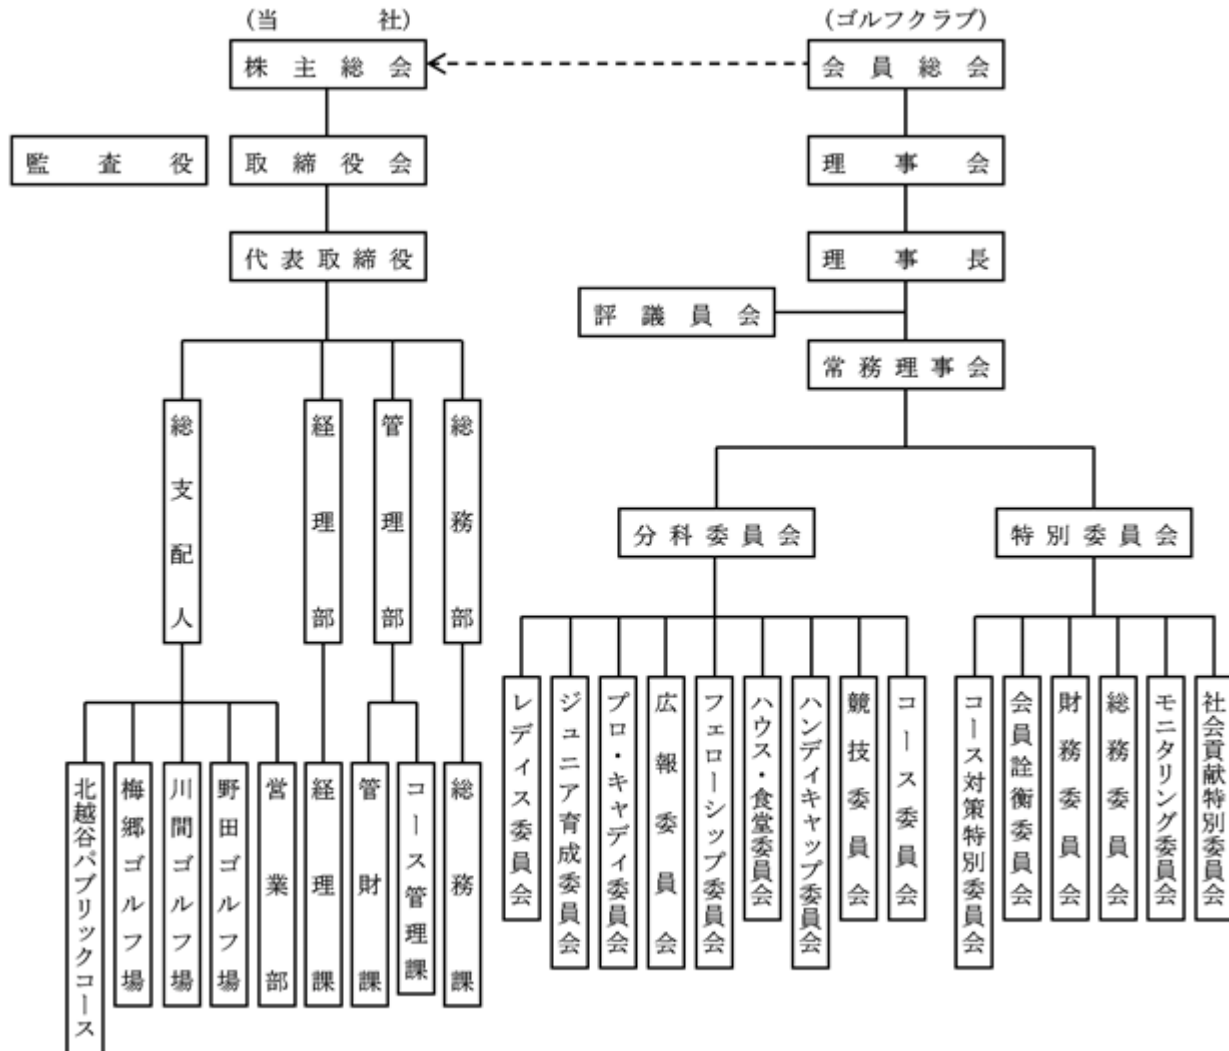 (当　　　社)
(ゴルフクラブ)
株主総会
会員総会
監査役
取締役会
理事会
代表取締役
理事長
評議員会
常務理事会
総支配人
経理部
管理部
総務部
分科委員会
特別委員会
北越谷パブリックコース
梅郷ゴルフ場
川間ゴルフ場
野田ゴルフ場
営業部
経理課
管財課
コース管理課
総務課
レディス委員会
ジュニア育成委員会
プロ・キャディ委員会
広報委員会
フェローシップ委員会
ハウス・食堂委員会
ハンディキャップ委員会
競技委員会
コース委員会
コース対策特別委員会
会員詮衡委員会
財務委員会
総務委員会
モニタリング委員会
社会貢献特別委員会